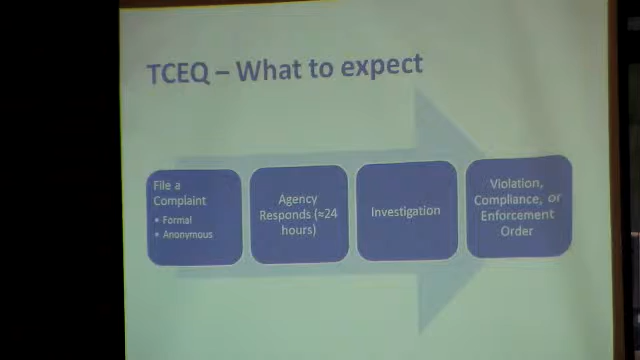 TCEQ – What to expect
File a
Complaint
• Formal
• Anonymous
Agency
Responds (≈24
hours)
Investigation
Violation,
Compliance, or
Enforcement
Order